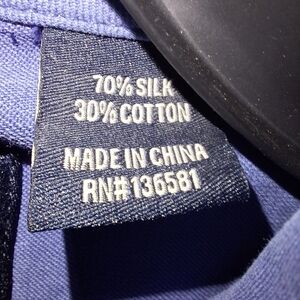 70% SILK
30% COTTON
MADE IN CHINA
RN#136581